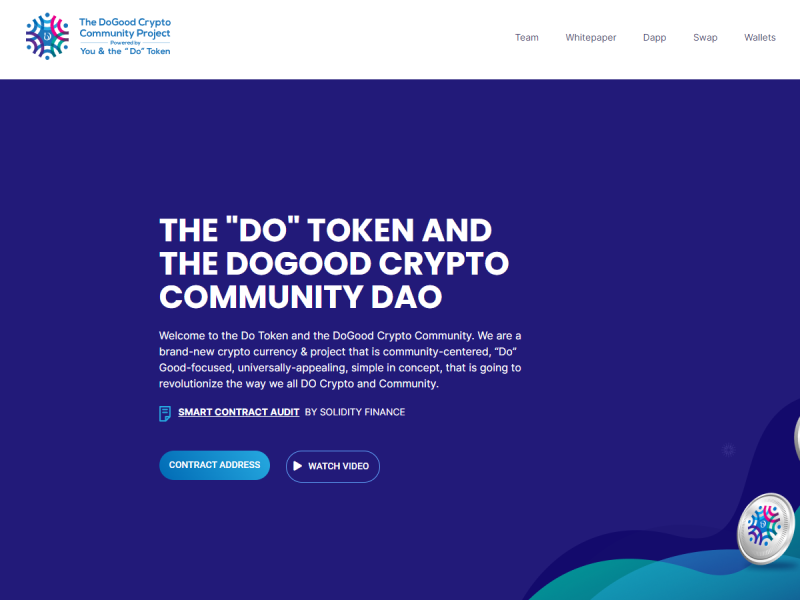 The DoGood Crypto
Community Project
Powered by
You & the "Do" Token
Team
Whitepaper
Dapp
Swap
Wallets
THE "DO" TOKEN AND
THE DOGOOD CRYPTO
COMMUNITY DAO
Welcome to the Do Token and the DoGood Crypto Community. We are a
brand-new crypto currency & project that is community-centered, “Do”
Good-focused, universally-appealing, simple in concept, that is going to
revolutionize the way we all DO Crypto and Community.
SMART CONTRACT AUDIT BY SOLIDITY FINANCE
CONTRACT ADDRESS
WATCH VIDEO